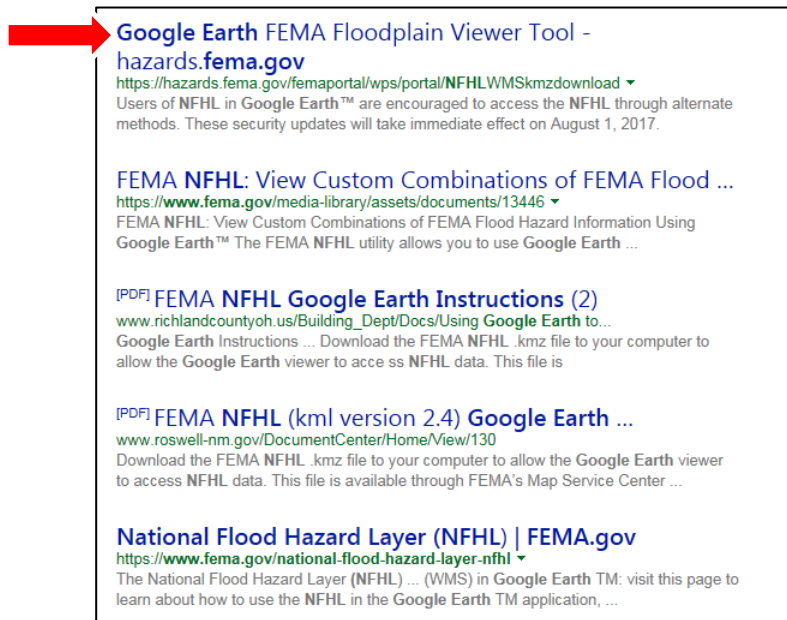 Google Earth FEMA Floodplain Viewer Tool -
hazards.fema.gov
https://hazards.fema.gov/femaportal/wps/portal/NFHLWMSkmzdownload
Users of NFHL in Google Earth™ are encouraged to access the NFHL through alternate
methods. These security updates will take immediate effect on August 1, 2017.
FEMA NFHL: View Custom Combinations of FEMA Flood ...
https://www.fema.gov/media-library/assets/documents/13446
FEMA NFHL: View Custom Combinations of FEMA Flood Hazard Information Using
Google Earth™ The FEMA NFHL utility allows you to use Google Earth ...
[PDF] FEMA NFHL Google Earth Instructions (2)
www.richlandcountyoh.us/Building_Dept/Docs/Using Google Earth to...
Google Earth Instructions ... Download the FEMA NFHL .kmz file to your computer to
allow the Google Earth viewer to acce ss NFHL data. This file is
[PDF] FEMA NFHL (kml version 2.4) Google Earth ...
www.roswell-nm.gov/DocumentCenter/Home/View/130
Download the FEMA NFHL .kmz file to your computer to allow the Google Earth viewer
to access NFHL data. This file is available through FEMA's Map Service Center ...
National Flood Hazard Layer (NFHL) | FEMA.gov
https://www.fema.gov/national-flood-hazard-layer-nfhl
The National Flood Hazard Layer (NFHL) ... (WMS) in Google Earth TM: visit this page to
learn about how to use the NFHL in the Google Earth TM application, ...